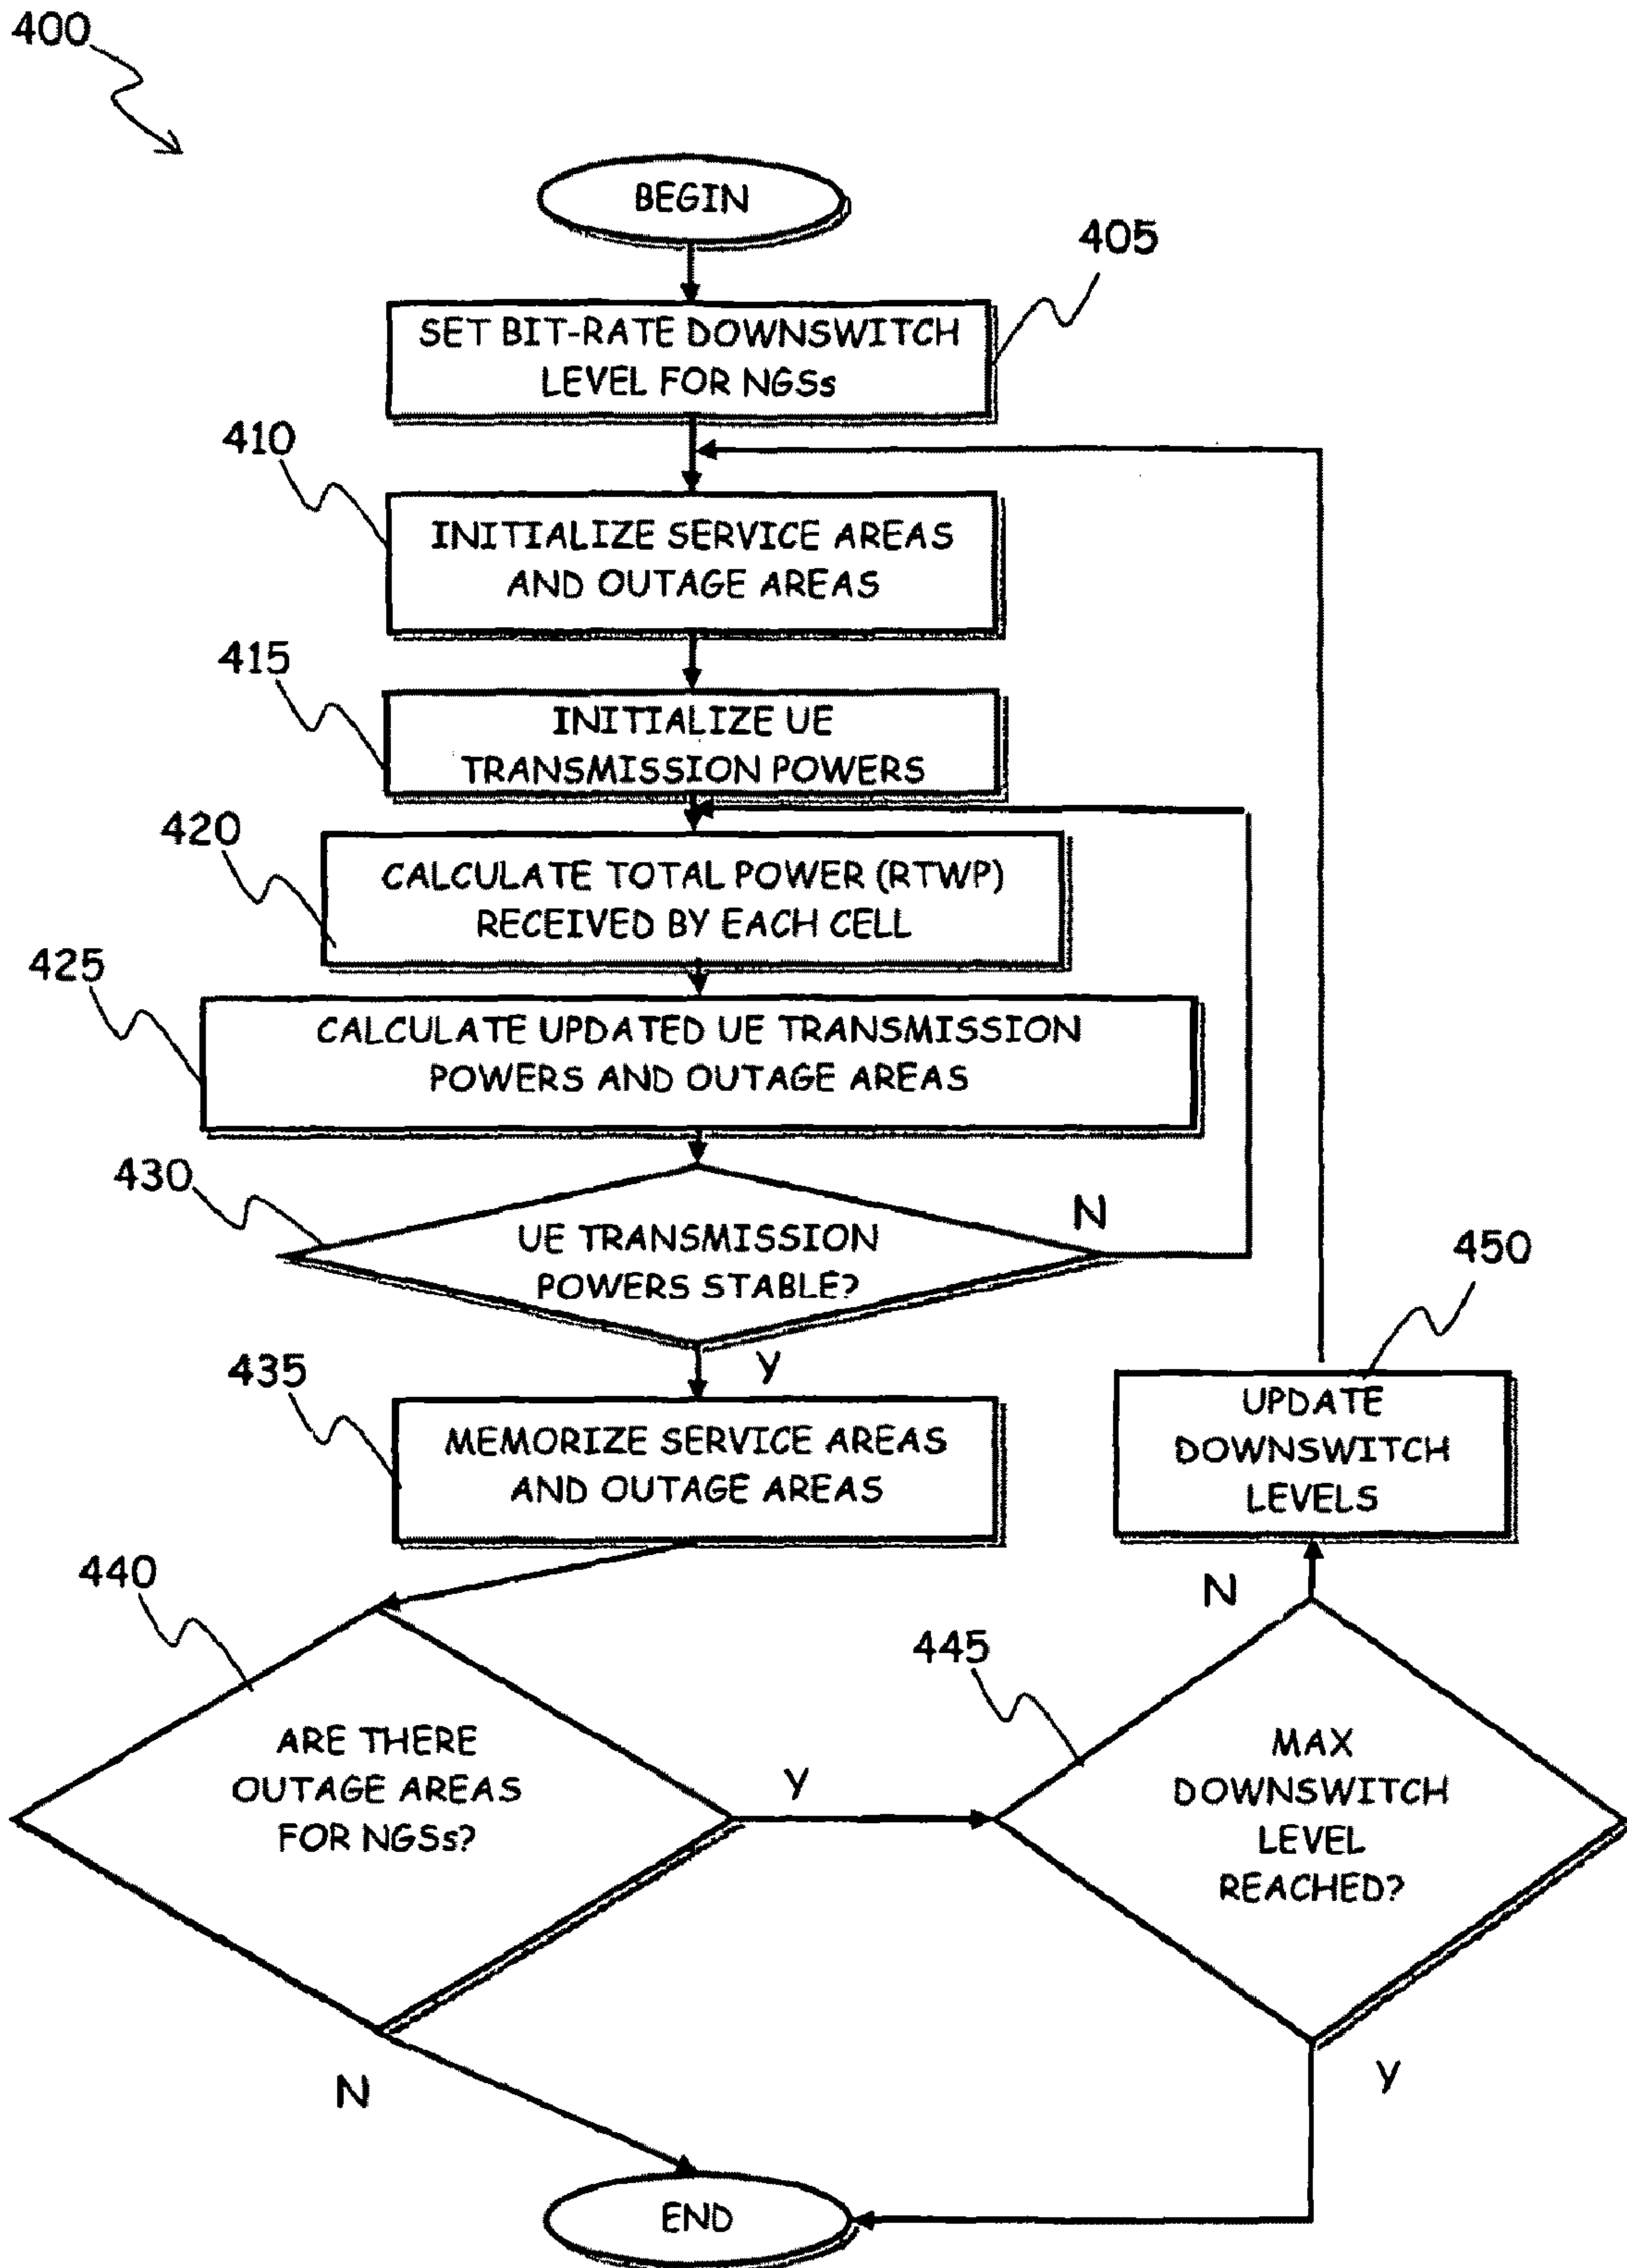 400
BEGIN
405
SET BIT-RATE DOWNSWITCH
LEVEL FOR NGSs
410
INITIALIZE SERVICE AREAS
AND OUTAGE AREAS
415
INITIALIZE UE
TRANSMISSION POWERS
420
CALCULATE TOTAL POWER (RTWP)
RECEIVED BY EACH CELL
425
CALCULATE UPDATED UE TRANSMISSION
POWERS AND OUTAGE AREAS
430
UE TRANSMISSION
POWERS STABLE?
N
Y
435
MEMORIZE SERVICE AREAS
AND OUTAGE AREAS
450
UPDATE
DOWNSWITCH
LEVELS
N
440
ARE THERE
OUTAGE AREAS
FOR NGSs?
Y
N
445
MAX
DOWNSWITCH
LEVEL
REACHED?
Y
END